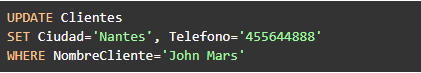 UPDATE Clientes
SET Ciudad='Nantes', Telefono='455644888'
WHERE NombreCliente='John Mars'